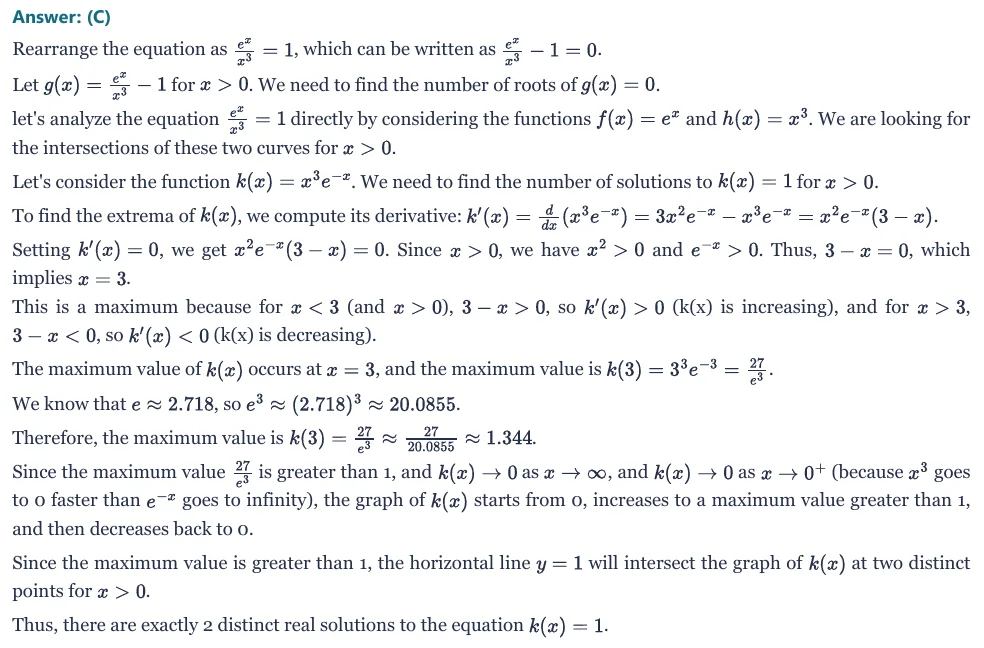 Answer: (C)
Rearrange the equation as e^x/x^3 = 1, which can be written as e^x/x^3 − 1 = 0.
Let g(x) = e^x/x^3 − 1 for x > 0. We need to find the number of roots of g(x) = 0.
let's analyze the equation e^x/x^3 = 1 directly by considering the functions f(x) = e^x and h(x) = x^3. We are looking for
the intersections of these two curves for x > 0.
Let's consider the function k(x) = x^3e^−x. We need to find the number of solutions to k(x) = 1 for x > 0.
To find the extrema of k(x), we compute its derivative: k′(x) = d/dx (x^3e^−x) = 3x^2e^−x − x^3e^−x = x^2e^−x(3 − x).
Setting k′(x) = 0, we get x^2e^−x(3 − x) = 0. Since x > 0, we have x^2 > 0 and e^−x > 0. Thus, 3 − x = 0, which
implies x = 3.
This is a maximum because for x < 3 (and x > 0), 3 − x > 0, so k′(x) > 0 (k(x) is increasing), and for x > 3,
3 − x < 0, so k′(x) < 0 (k(x) is decreasing).
The maximum value of k(x) occurs at x = 3, and the maximum value is k(3) = 3^3e^−3 = 27/e^3.
We know that e ≈ 2.718, so e^3 ≈ (2.718)^3 ≈ 20.0855.
Therefore, the maximum value is k(3) = 27/e^3 ≈ 27/20.0855 ≈ 1.344.
Since the maximum value 27/e^3 is greater than 1, and k(x) → 0 as x → ∞, and k(x) → 0 as x → 0^+ (because x^3 goes
to 0 faster than e^−x goes to infinity), the graph of k(x) starts from 0, increases to a maximum value greater than 1,
and then decreases back to 0.
Since the maximum value is greater than 1, the horizontal line y = 1 will intersect the graph of k(x) at two distinct
points for x > 0.
Thus, there are exactly 2 distinct real solutions to the equation k(x) = 1.